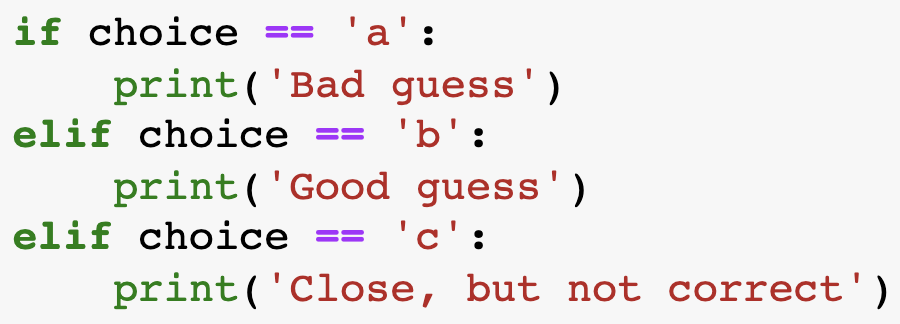 if choice == 'a':
    print('Bad guess')
elif choice == 'b':
    print('Good guess')
elif choice == 'c':
    print('Close, but not correct')